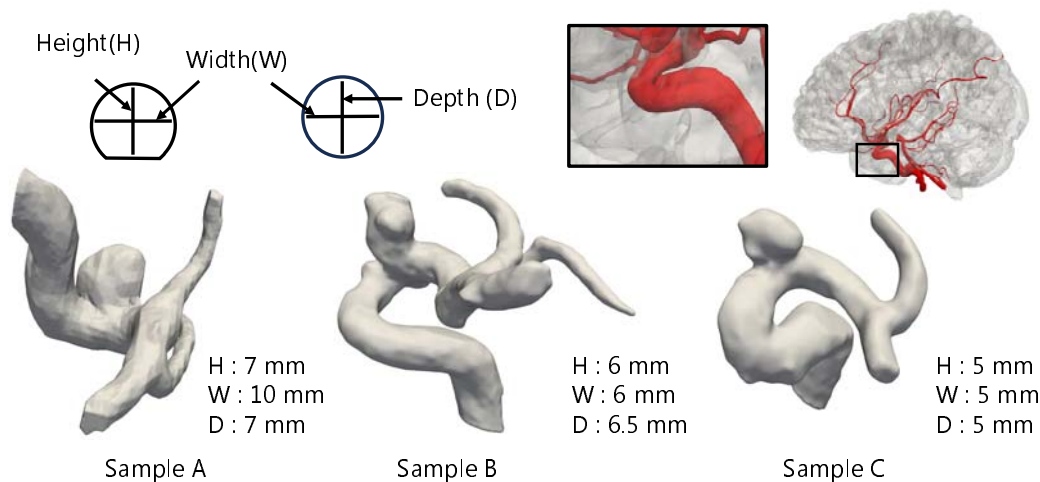 Height(H)
Width(W)
Depth (D)
H : 7 mm
W : 10 mm
D : 7 mm
Sample A
H : 6 mm
W : 6 mm
D : 6.5 mm
Sample B
H : 5 mm
W : 5 mm
D : 5 mm
Sample C